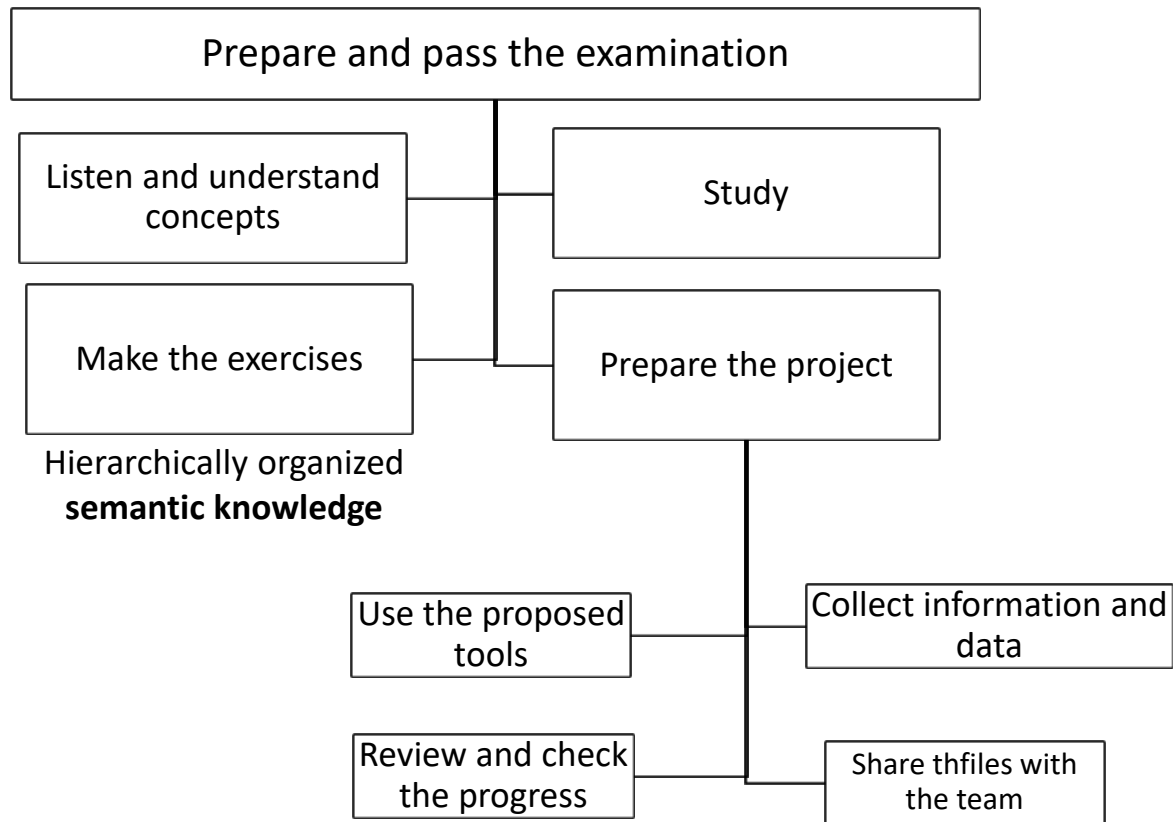 Prepare and pass the examination
Listen and understand
concepts
Study
Make the exercises
Prepare the project
Hierarchically organized
semantic knowledge
Use the proposed
tools
Collect information and
data
Review and check
the progress
Share thfiles with
the team